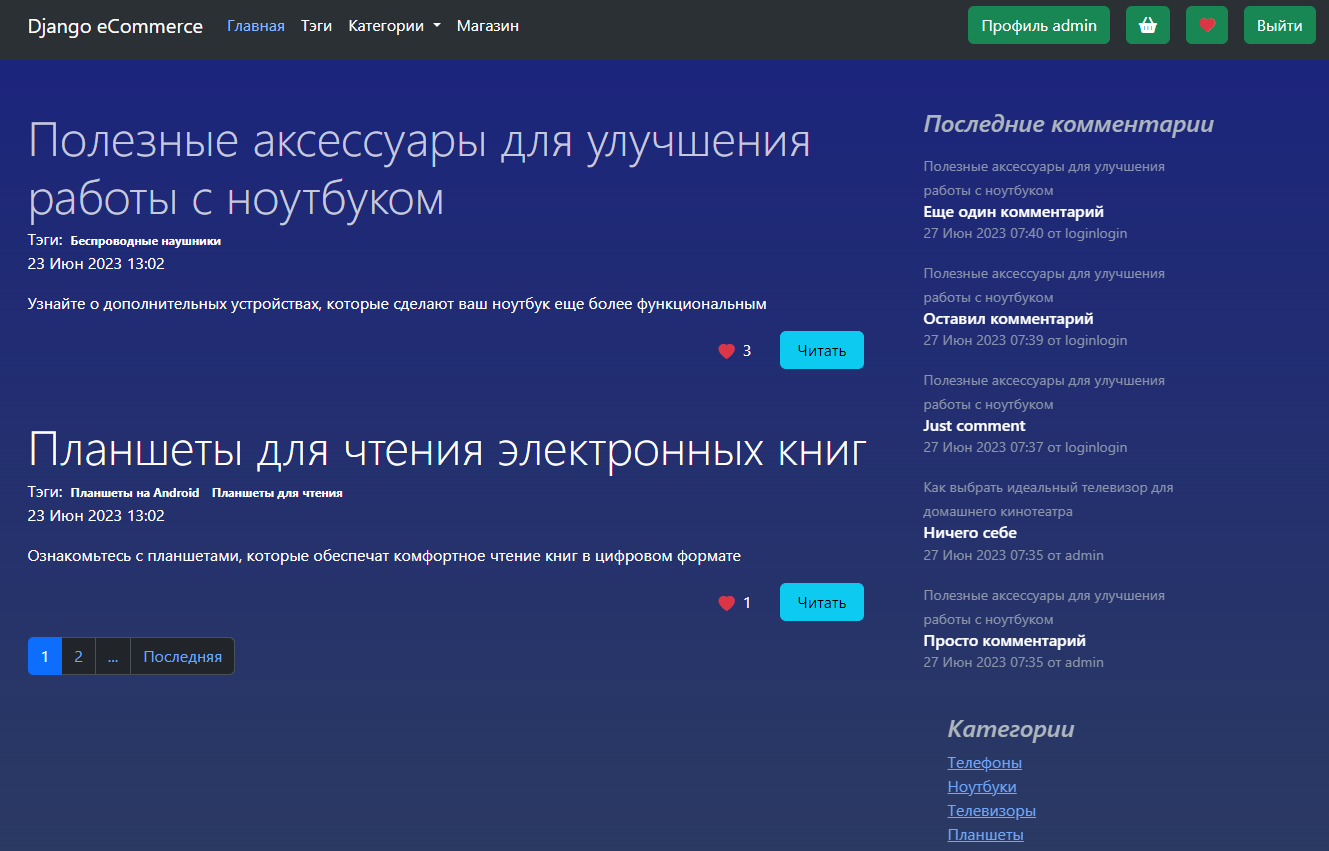 Django eCommerce Главная Тэги Категории Магазин Профиль admin Выйти
Полезные аксессуары для улучшения
работы с ноутбуком
Тэги: Беспроводные наушники
23 Июн 2023 13:02
Узнайте о дополнительных устройствах, которые сделают ваш ноутбук еще более функциональным
3 Читать
Планшеты для чтения электронных книг
Тэги: Планшеты на Android Планшеты для чтения
23 Июн 2023 13:02
Ознакомьтесь с планшетами, которые обеспечат комфортное чтение книг в цифровом формате
1 Читать
1 2 ... Последняя
Последние комментарии
Полезные аксессуары для улучшения
работы с ноутбуком
Еще один комментарий
27 Июн 2023 07:40 от loginlogin
Полезные аксессуары для улучшения
работы с ноутбуком
Оставил комментарий
27 Июн 2023 07:39 от loginlogin
Полезные аксессуары для улучшения
работы с ноутбуком
Just comment
27 Июн 2023 07:37 от loginlogin
Как выбрать идеальный телевизор для
домашнего кинотеатра
Ничего себе
27 Июн 2023 07:35 от admin
Полезные аксессуары для улучшения
работы с ноутбуком
Просто комментарий
27 Июн 2023 07:35 от admin
Категории
Телефоны
Ноутбуки
Телевизоры
Планшеты